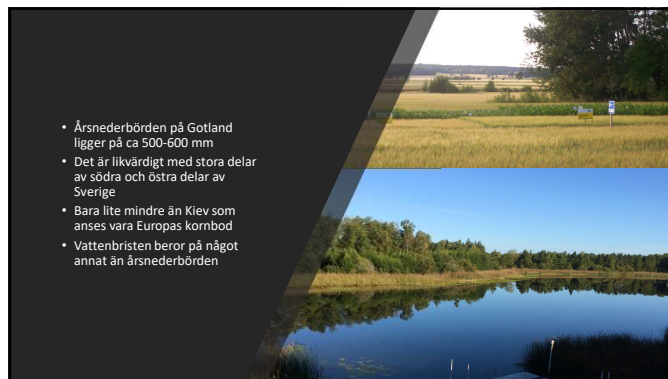 • Årsnederbörden på Gotland
ligger på ca 500-600 mm
• Det är likvärdigt med stora delar
av södra och östra delar av
Sverige
• Bara lite mindre än Kiev som
anses vara Europas kornbod
• Vattenbristen beror på något
annat än årsnederbörden